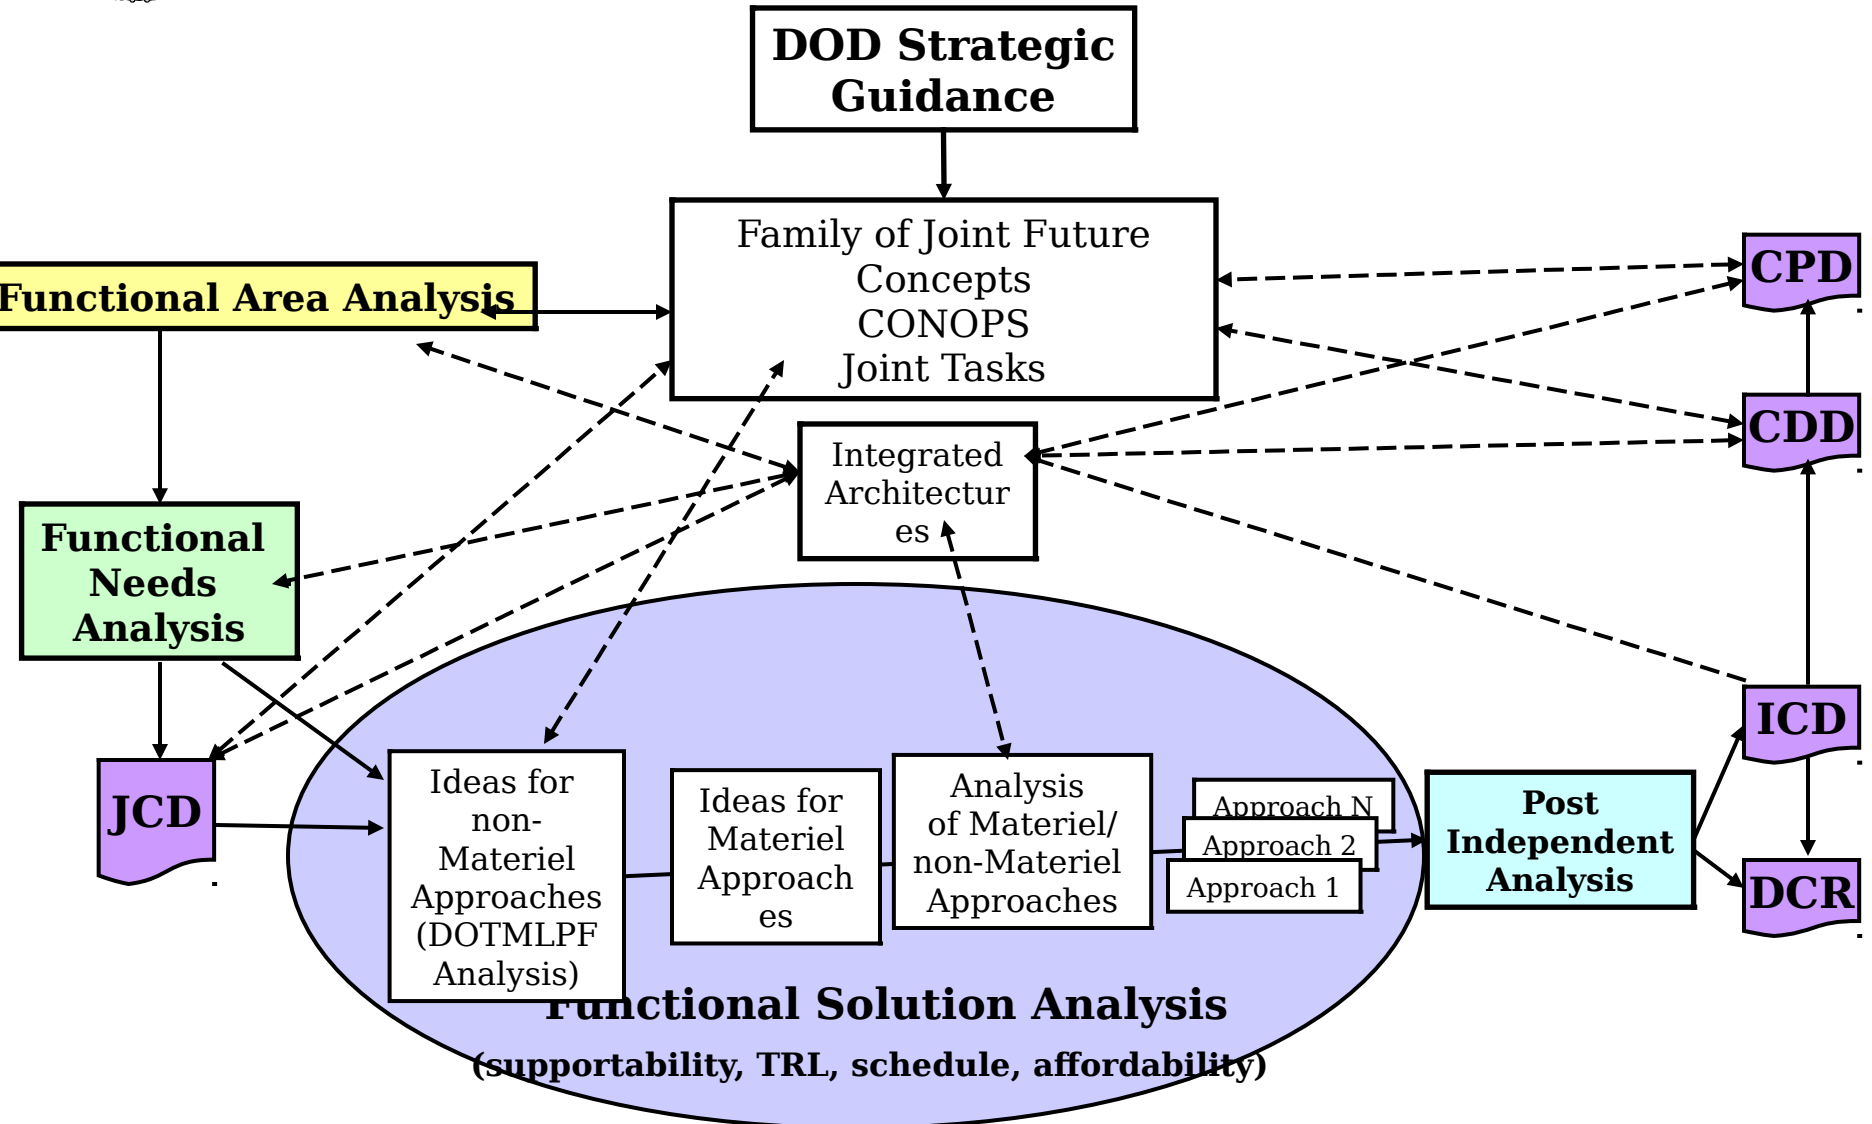 DOD Strategic
Guidance
Family of Joint Future
Concepts
CONOPS
Joint Tasks
Functional Area Analysis
CPD
CDD
Integrated
Architectur
es
Functional
Needs
Analysis
ICD
JCD
Ideas for
non-
Materiel
Approaches
(DOTMLPF
Analysis)
Ideas for
Materiel
Approach
es
Analysis
of Materiel/
non-Materiel
Approaches
Approach N
Approach 2
Approach 1
Post
Independent
Analysis
DCR
Functional Solution Analysis
(supportability, TRL, schedule, affordability)